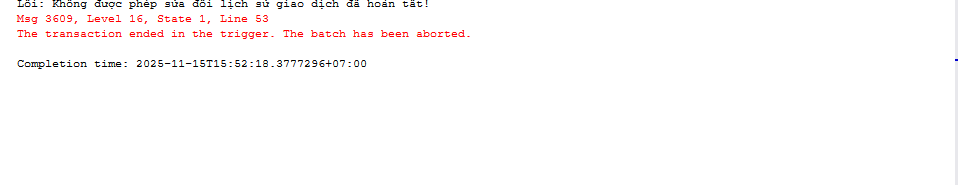 Lỗi: Không được phép sửa đổi lịch sử giao dịch đã hoàn tất!
Msg 3609, Level 16, State 1, Line 53
The transaction ended in the trigger. The batch has been aborted.
Completion time: 2025-11-15T15:52:18.3777296+07:00